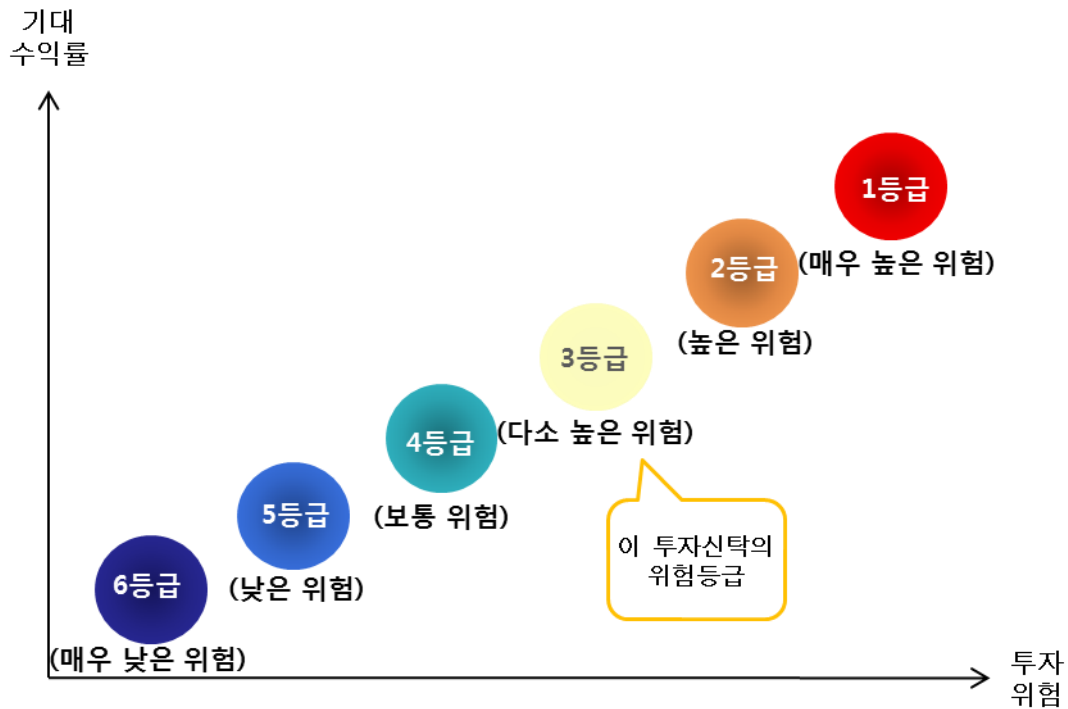 기대
수익률
1등급
(매우 높은 위험)
2등급
(높은 위험)
3등급
(다소 높은 위험)
4등급
(보통 위험)
5등급
(낮은 위험)
6등급
(매우 낮은 위험)
이 투자신탁의
위험등급
투자
위험